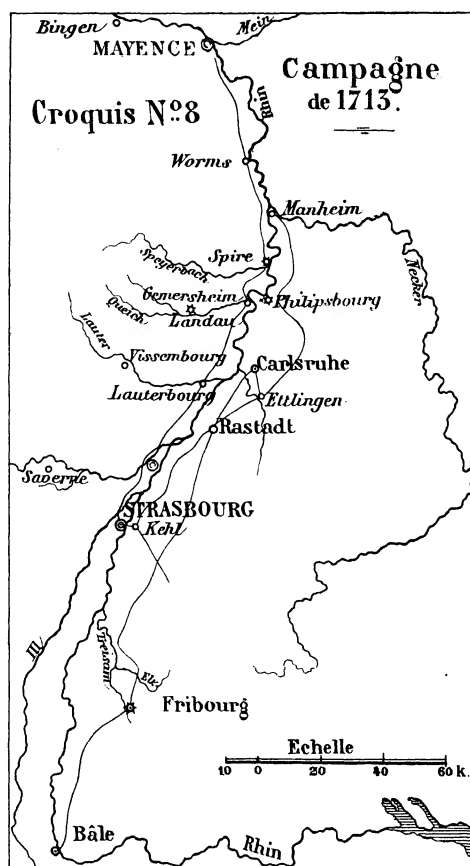 Bingen
Mein
MAYENCE
Campagne
de 1713.
Croquis Nº 8
Rhin
Worms
Manheim
Spire
Speyerbach
Necker
Gemersheim
Philipsbourg
Queich
Landau
Lauter
Vissembourg
Carlsruhe
Lauterbourg
Ettlingen
Rastadt
Saverne
STRASBOURG
Kehl
Ill
Treisam
Elz
Fribourg
Echelle
10 0 20 40 60 k.
Bâle
Rhin